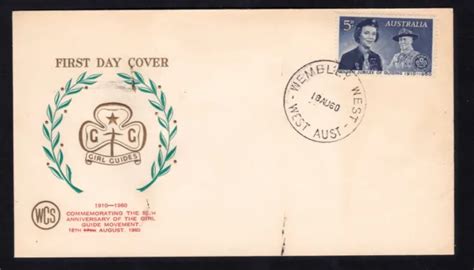 FIRST DAY COVER
G G
GIRL GUIDES
1910-1960
WCS
COMMEMORATING THE 50TH
ANNIVERSARY OF THE GIRL
GUIDE MOVEMENT.
18TH AUGUST, 1960
5D
AUSTRALIA
WEMBLEY WEST
18AU60
WEST AUST